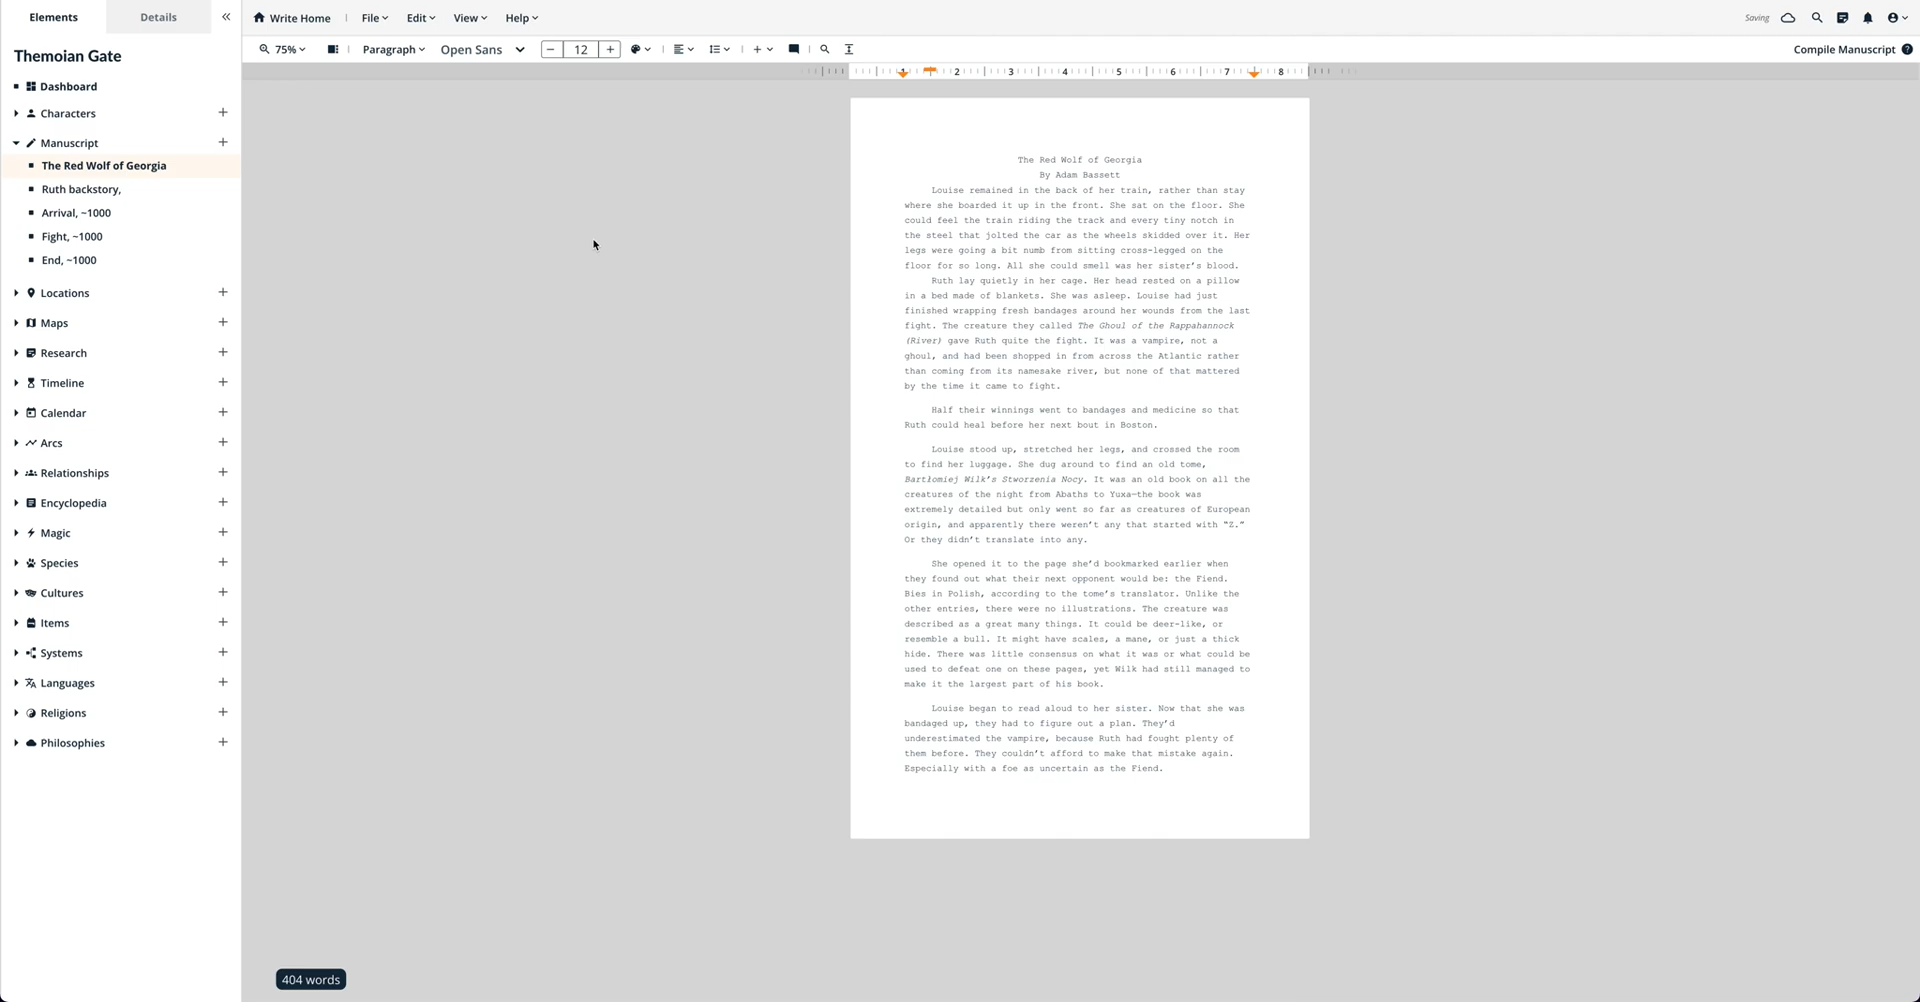 Elements
Details
Write Home
File
Edit
View
Help
Saving
75%
Paragraph
Open Sans
12
Compile Manuscript
1 2 3 4 5 6 7 8
Themoian Gate
Dashboard
Characters
Manuscript
The Red Wolf of Georgia
Ruth backstory,
Arrival, ~1000
Fight, ~1000
End, ~1000
Locations
Maps
Research
Timeline
Calendar
Arcs
Relationships
Encyclopedia
Magic
Species
Cultures
Items
Systems
Languages
Religions
Philosophies
The Red Wolf of Georgia
By Adam Bassett
Louise remained in the back of her train, rather than stay
where she boarded it up in the front. She sat on the floor. She
could feel the train riding the track and every tiny notch in
the steel that jolted the car as the wheels skidded over it. Her
legs were going a bit numb from sitting cross-legged on the
floor for so long. All she could smell was her sister’s blood.
Ruth lay quietly in her cage. Her head rested on a pillow
in a bed made of blankets. She was asleep. Louise had just
finished wrapping fresh bandages around her wounds from the last
fight. The creature they called The Ghoul of the Rappahannock
(River) gave Ruth quite the fight. It was a vampire, not a
ghoul, and had been shopped in from across the Atlantic rather
than coming from its namesake river, but none of that mattered
by the time it came to fight.
Half their winnings went to bandages and medicine so that
Ruth could heal before her next bout in Boston.
Louise stood up, stretched her legs, and crossed the room
to find her luggage. She dug around to find an old tome,
Bartłomiej Wilk’s Stworzenia Nocy. It was an old book on all the
creatures of the night from Abaths to Yuxa—the book was
extremely detailed but only went so far as creatures of European
origin, and apparently there weren’t any that started with “Z.”
Or they didn’t translate into any.
She opened it to the page she’d bookmarked earlier when
they found out what their next opponent would be: the Fiend.
Bies in Polish, according to the tome’s translator. Unlike the
other entries, there were no illustrations. The creature was
described as a great many things. It could be deer-like, or
resemble a bull. It might have scales, a mane, or just a thick
hide. There was little consensus on what it was or what could be
used to defeat one on these pages, yet Wilk had still managed to
make it the largest part of his book.
Louise began to read aloud to her sister. Now that she was
bandaged up, they had to figure out a plan. They’d
underestimated the vampire, because Ruth had fought plenty of
them before. They couldn’t afford to make that mistake again.
Especially with a foe as uncertain as the Fiend.
404 words